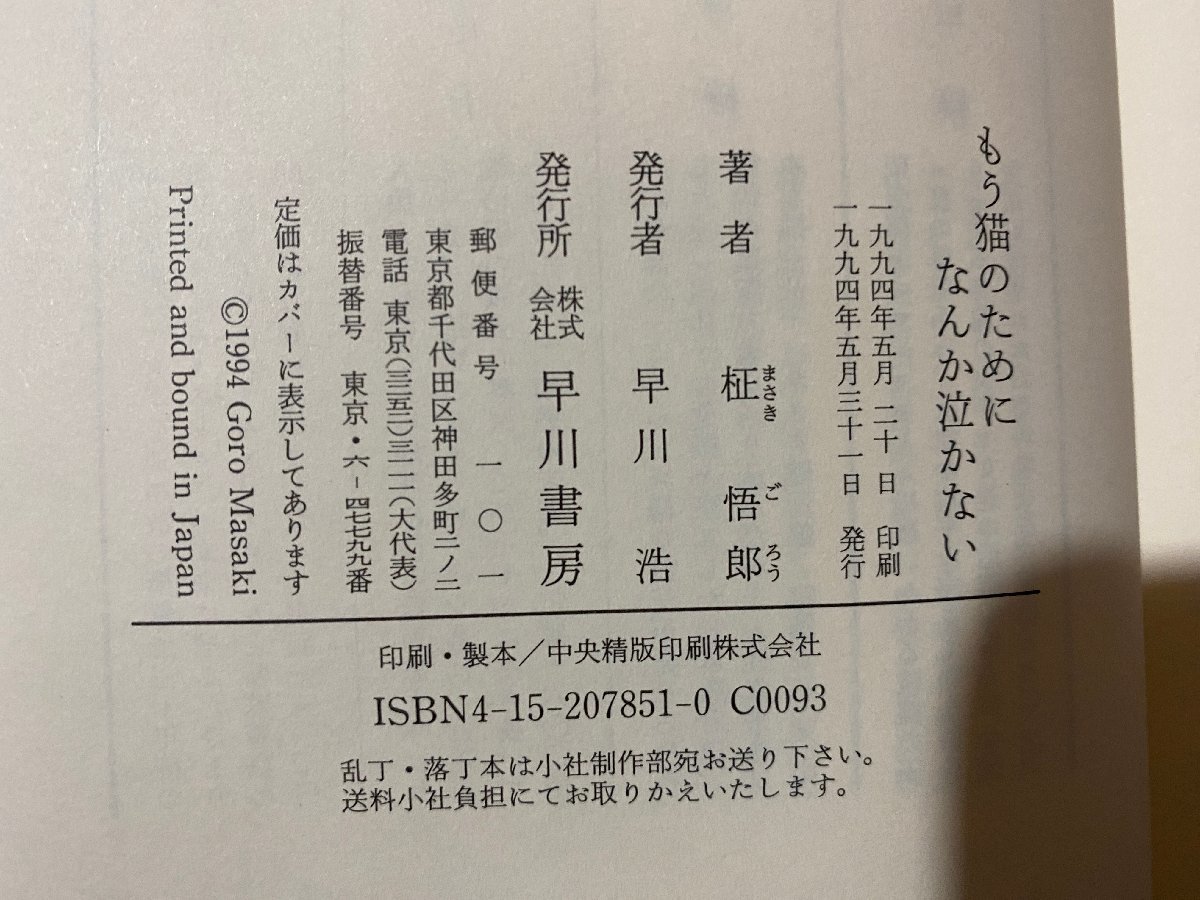 もう猫のために
なんか泣かない
一九九四年五月 二十 日 印刷
一九九四年五月三十一日 発行
著者 柾悟郎
まさき ごろう
発行者 早川浩
発行所 株式会社 早川書房
郵便番号 一〇一
東京都千代田区神田多町二ノ二
電話 東京(三二五二)三一一一(大代表)
振替番号 東京・六-四七七九九番
定価はカバーに表示してあります
©1994 Goro Masaki
Printed and bound in Japan
印刷・製本/中央精版印刷株式会社
ISBN4-15-207851-0 C0093
乱丁・落丁本は小社制作部宛お送り下さい。
送料小社負担にてお取りかえいたします。